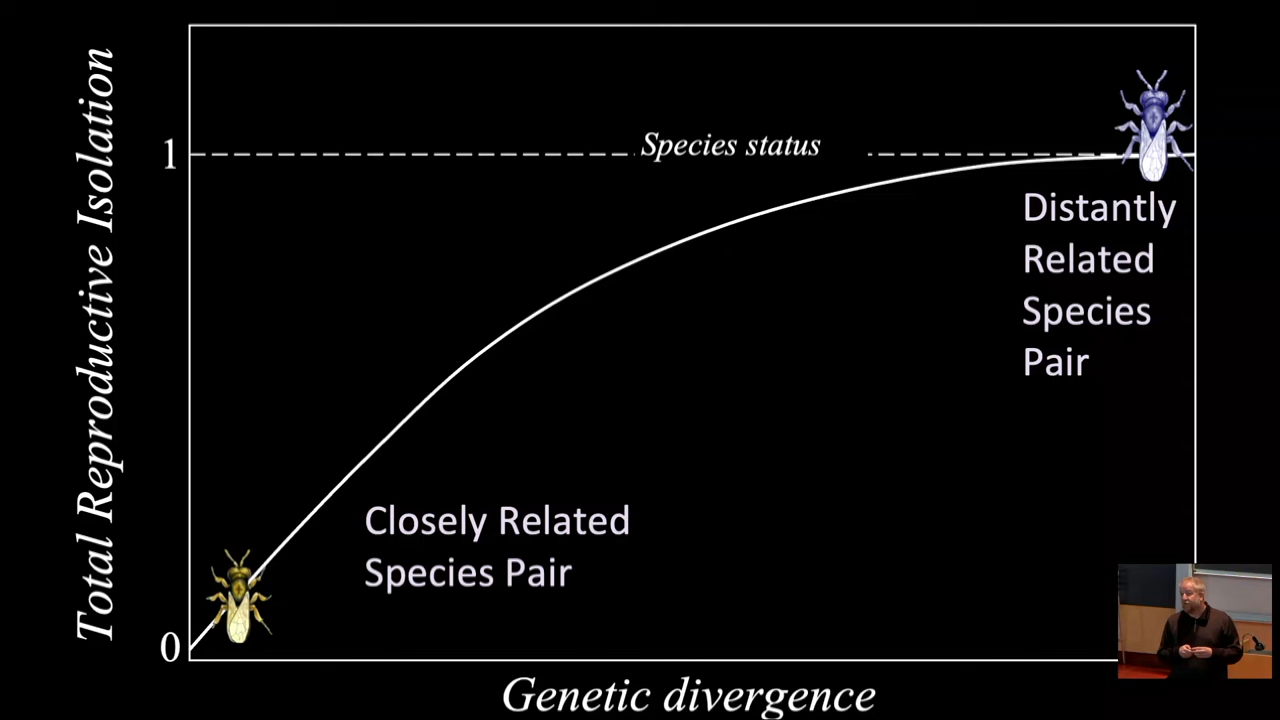 Total Reproductive Isolation
1
Species status
Distantly
Related
Species
Pair
Closely Related
Species Pair
0
Genetic divergence